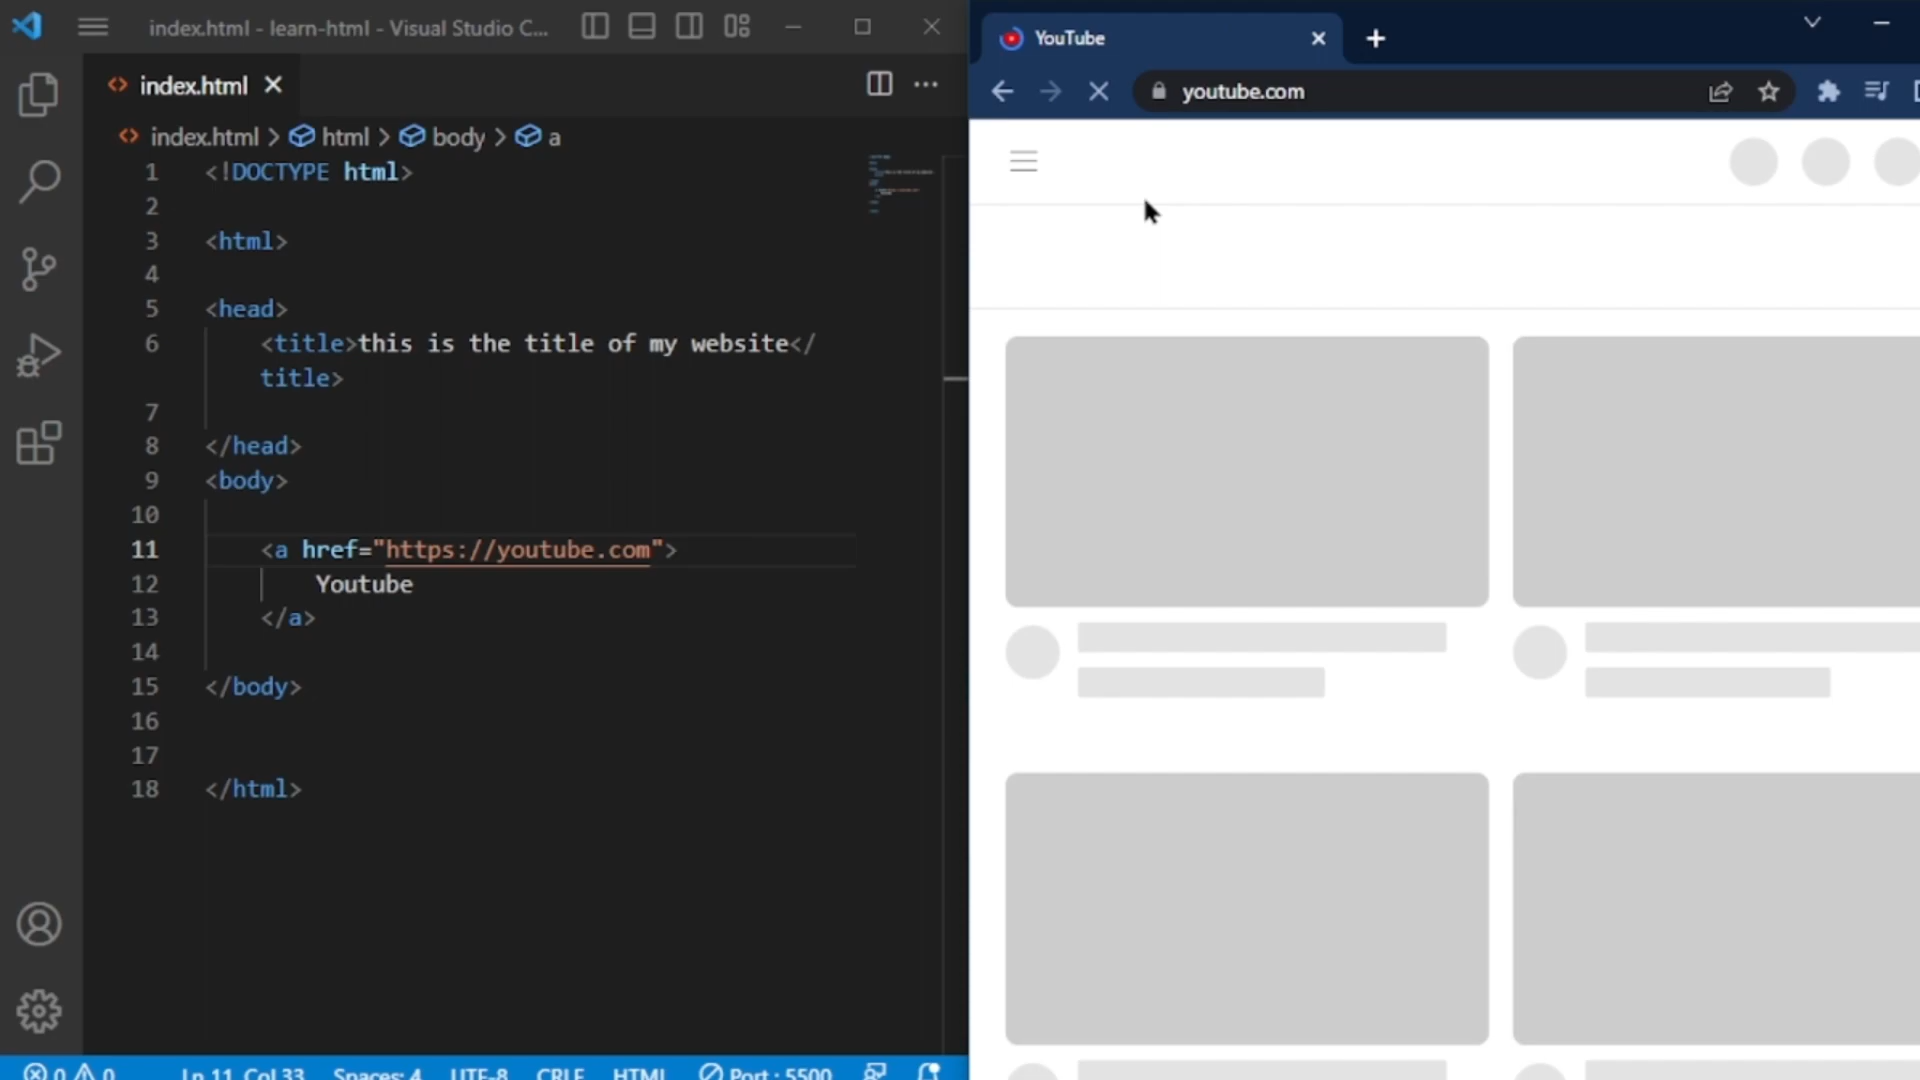 index.html - learn-html - Visual Studio C...
index.html
index.html > html > body > a
1 <!DOCTYPE html>
2
3 <html>
4
5 <head>
6 <title>this is the title of my website</
title>
7
8 </head>
9 <body>
10
11 <a href="https://youtube.com">
12 Youtube
13 </a>
14
15 </body>
16
17
18 </html>
0 0 Ln 11, Col 33 Spaces: 4 UTF-8 CRLF HTML Port : 5500
YouTube
youtube.com